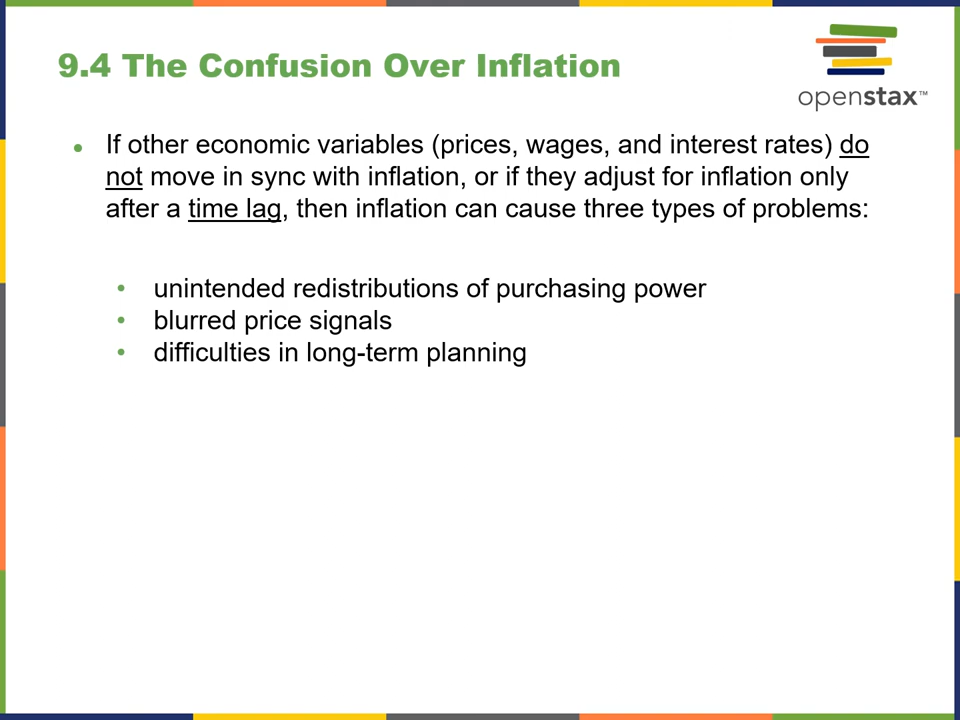 9.4 The Confusion Over Inflation
openstax™
● If other economic variables (prices, wages, and interest rates) do
not move in sync with inflation, or if they adjust for inflation only
after a time lag, then inflation can cause three types of problems:
• unintended redistributions of purchasing power
• blurred price signals
• difficulties in long-term planning